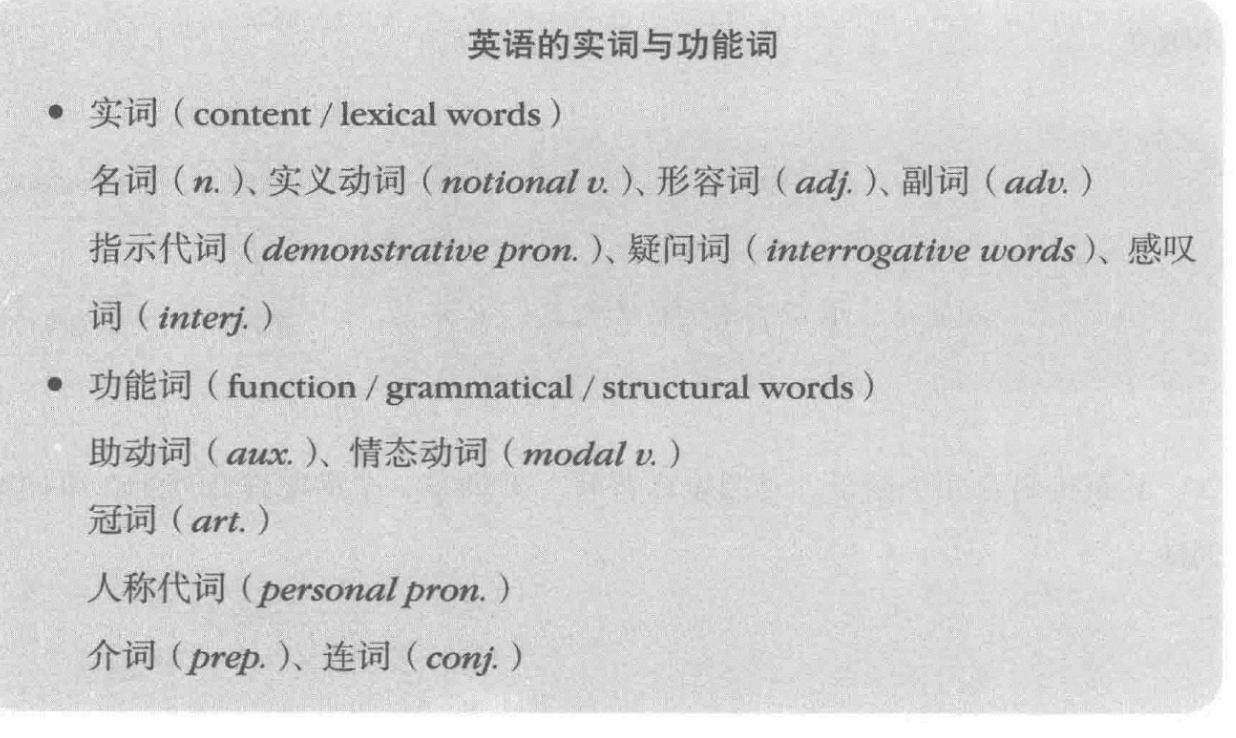 英语的实词与功能词
• 实词（content / lexical words）
名词（n.）、实义动词（notional v.）、形容词（adj.）、副词（adv.）
指示代词（demonstrative pron.）、疑问词（interrogative words）、感叹
词（interj.）
• 功能词（function / grammatical / structural words）
助动词（aux.）、情态动词（modal v.）
冠词（art.）
人称代词（personal pron.）
介词（prep.）、连词（conj.）